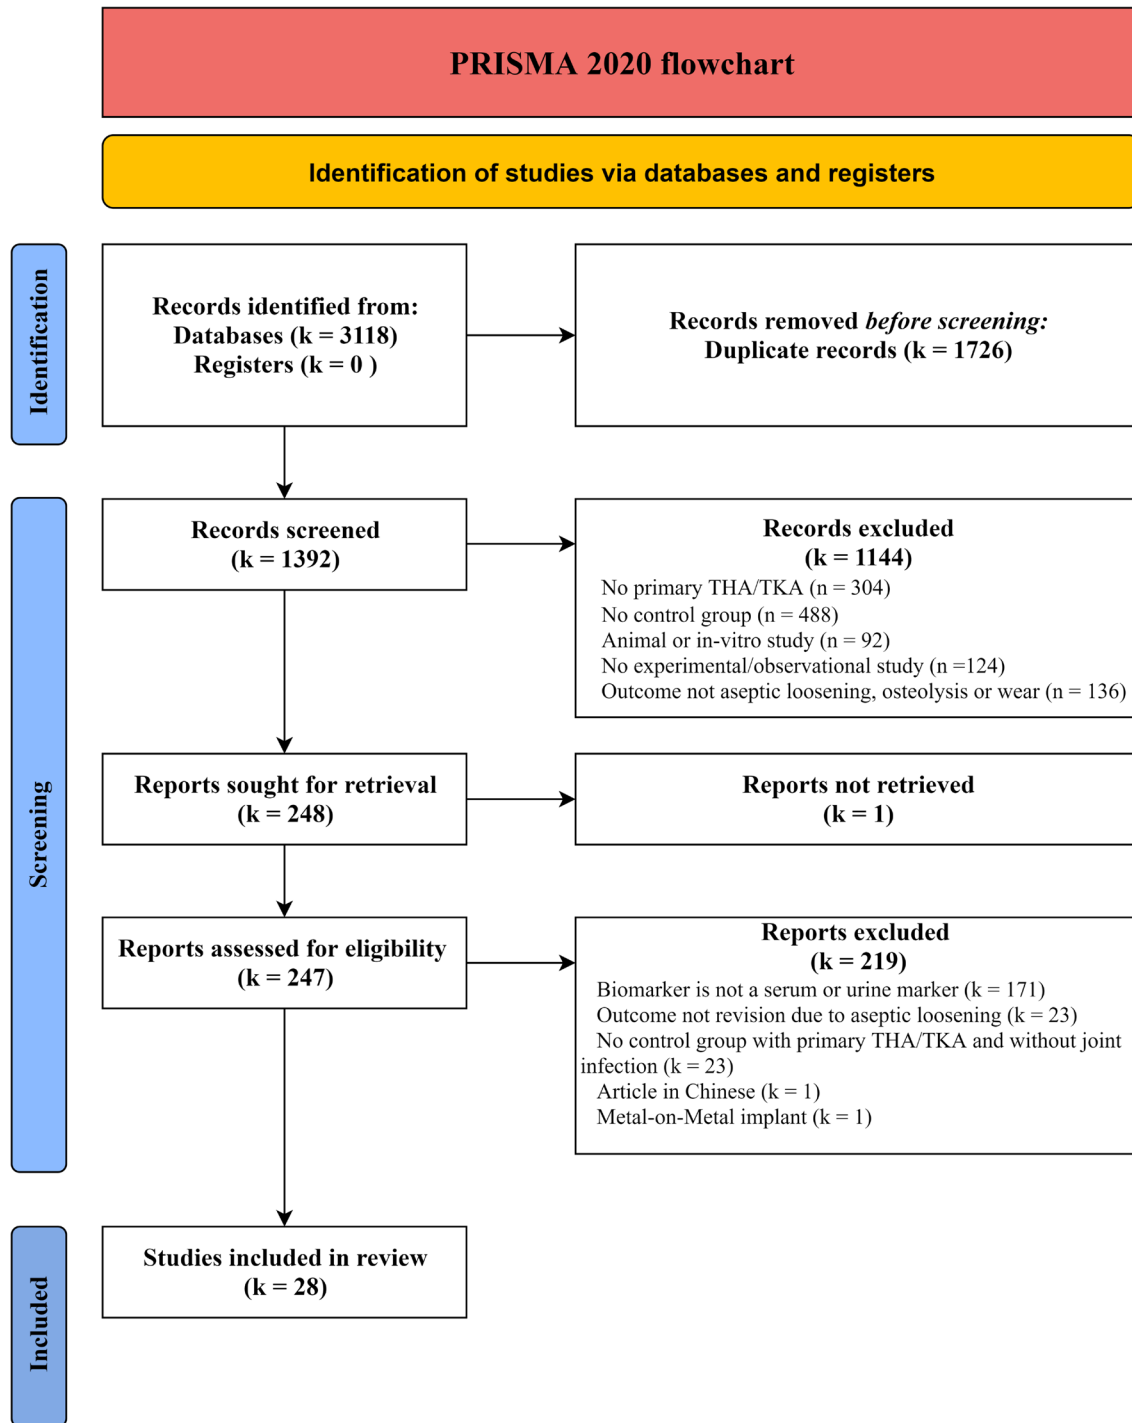 PRISMA 2020 flowchart
Identification of studies via databases and registers
Identification
Records identified from:
Databases (k = 3118)
Registers (k = 0 )
Records removed before screening:
Duplicate records (k = 1726)
Screening
Records screened
(k = 1392)
Records excluded
(k = 1144)
No primary THA/TKA (n = 304)
No control group (n = 488)
Animal or in-vitro study (n = 92)
No experimental/observational study (n =124)
Outcome not aseptic loosening, osteolysis or wear (n = 136)
Reports sought for retrieval
(k = 248)
Reports not retrieved
(k = 1)
Reports assessed for eligibility
(k = 247)
Reports excluded
(k = 219)
Biomarker is not a serum or urine marker (k = 171)
Outcome not revision due to aseptic loosening (k = 23)
No control group with primary THA/TKA and without joint
infection (k = 23)
Article in Chinese (k = 1)
Metal-on-Metal implant (k = 1)
Included
Studies included in review
(k = 28)